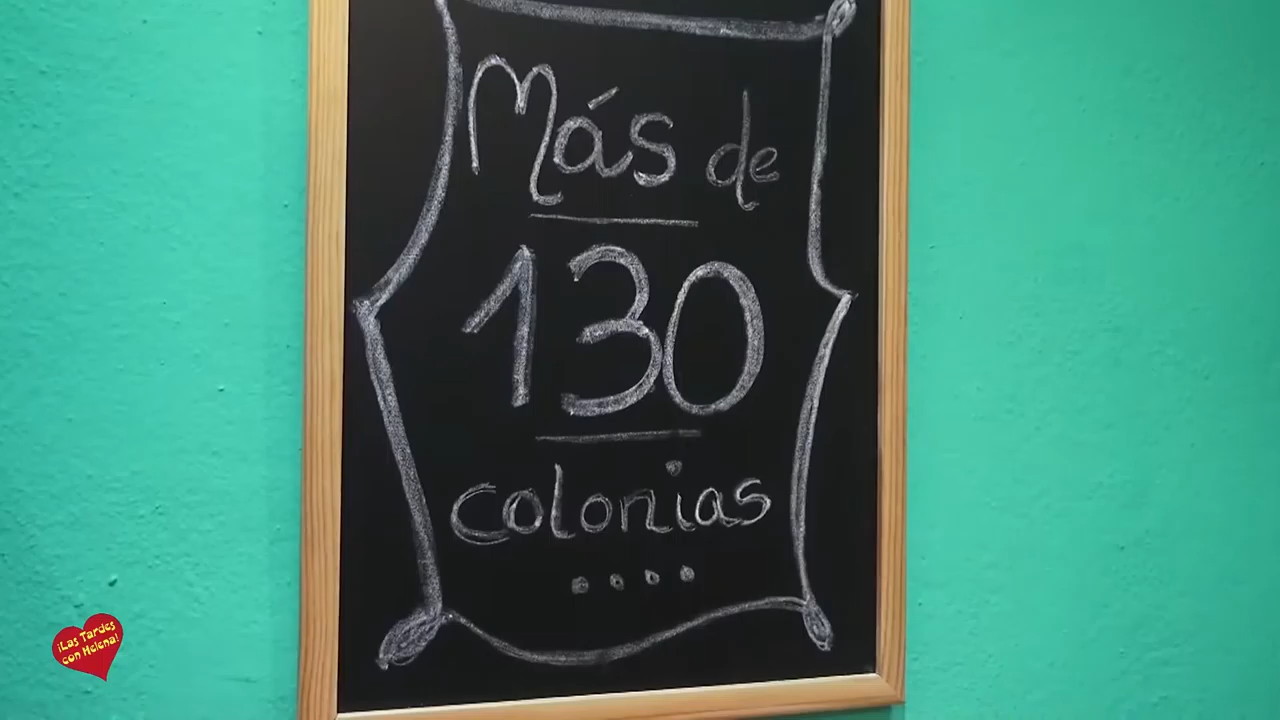 Más de
130
colonias
....
¡Las Tardes
con Helena!